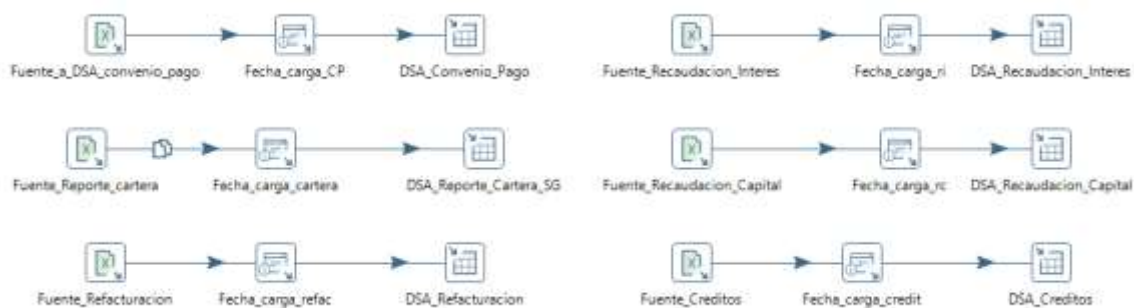 Fuente_a_DSA_convenio_pago Fecha_carga_CP DSA_Convenio_Pago Fuente_Recaudacion_Interes Fecha_carga_ri DSA_Recaudacion_Interes
Fuente_Reporte_cartera Fecha_carga_cartera DSA_Reporte_Cartera_SG Fuente_Recaudacion_Capital Fecha_carga_rc DSA_Recaudacion_Capital
Fuente_Refacturacion Fecha_carga_refac DSA_Refacturacion Fuente_Creditos Fecha_carga_credit DSA_Creditos